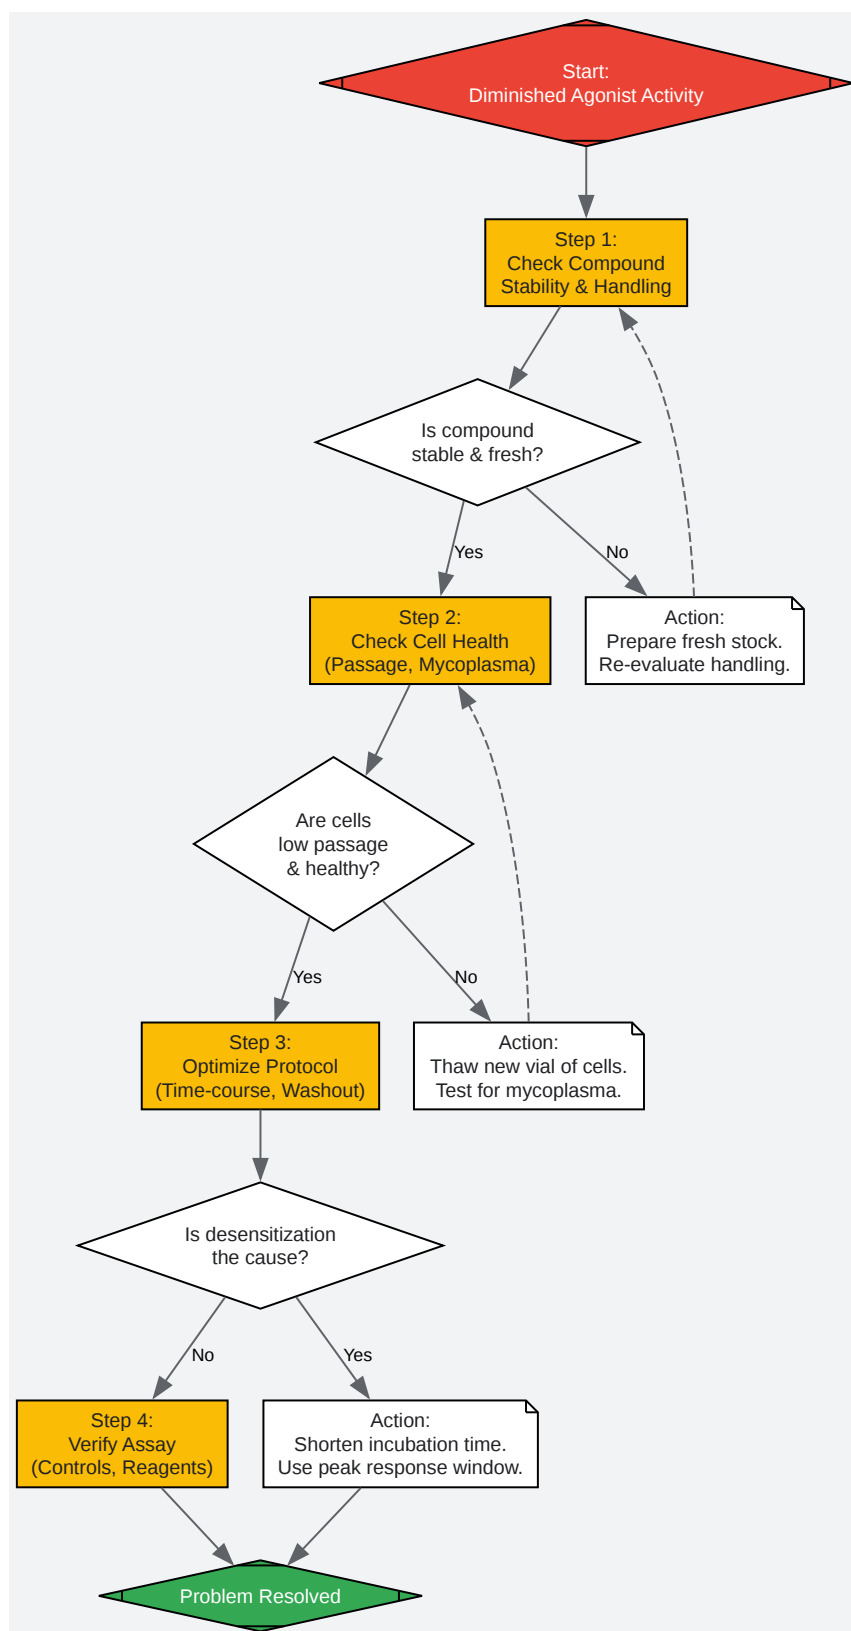 Start:
Diminished Agonist Activity
Step 1:
Check Compound
Stability & Handling
Is compound
stable & fresh?
Yes
No
Step 2:
Check Cell Health
(Passage, Mycoplasma)
Action:
Prepare fresh stock.
Re-evaluate handling.
Are cells
low passage
& healthy?
Yes
No
Step 3:
Optimize Protocol
(Time-course, Washout)
Action:
Thaw new vial of cells.
Test for mycoplasma.
Is desensitization
the cause?
No
Yes
Step 4:
Verify Assay
(Controls, Reagents)
Action:
Shorten incubation time.
Use peak response window.
Problem Resolved